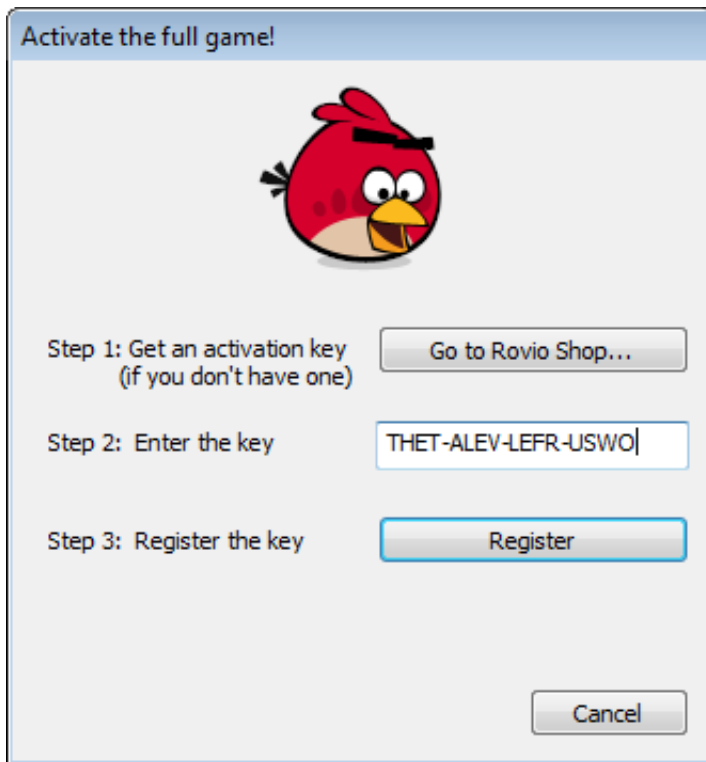 Activate the full game!
Step 1: Get an activation key
(if you don't have one)
Go to Rovio Shop...
Step 2: Enter the key
THET-ALEV-LEFR-USWO
Step 3: Register the key
Register
Cancel